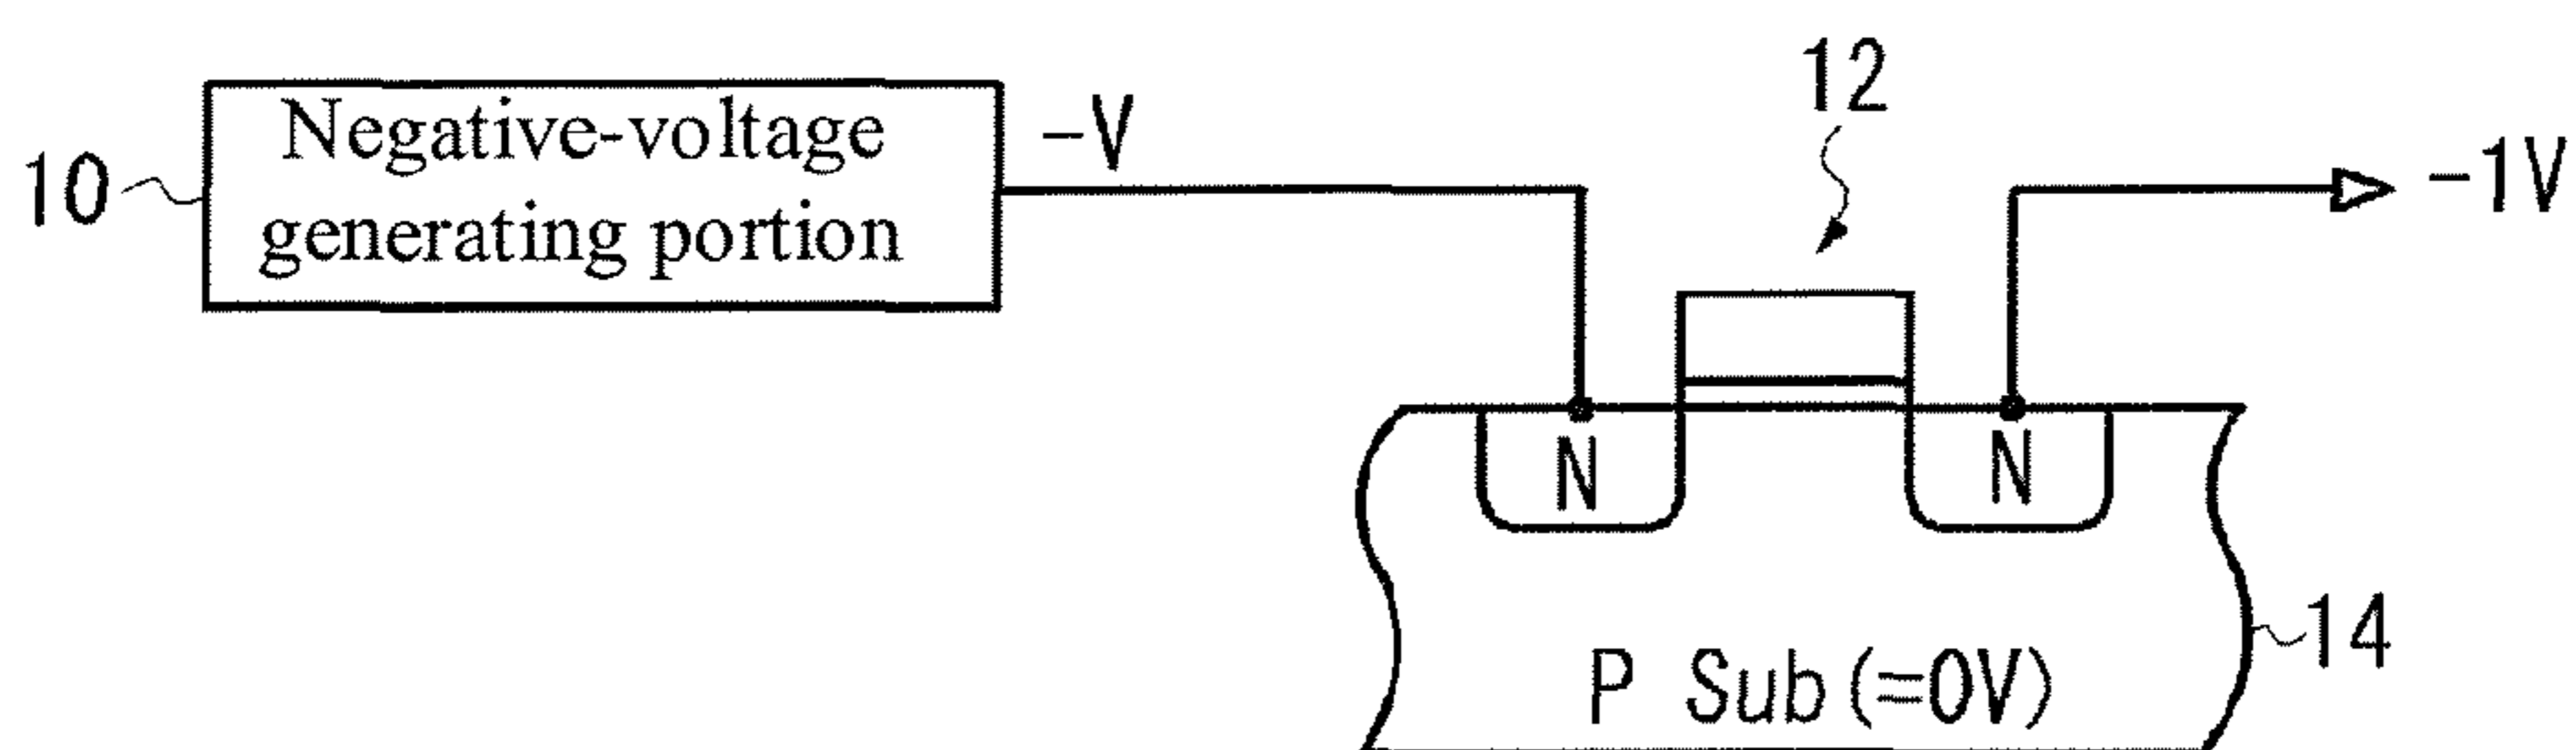 12
Negative-voltage
generating portion
-V
10
-1V
N
N
14
P Sub (=0V)